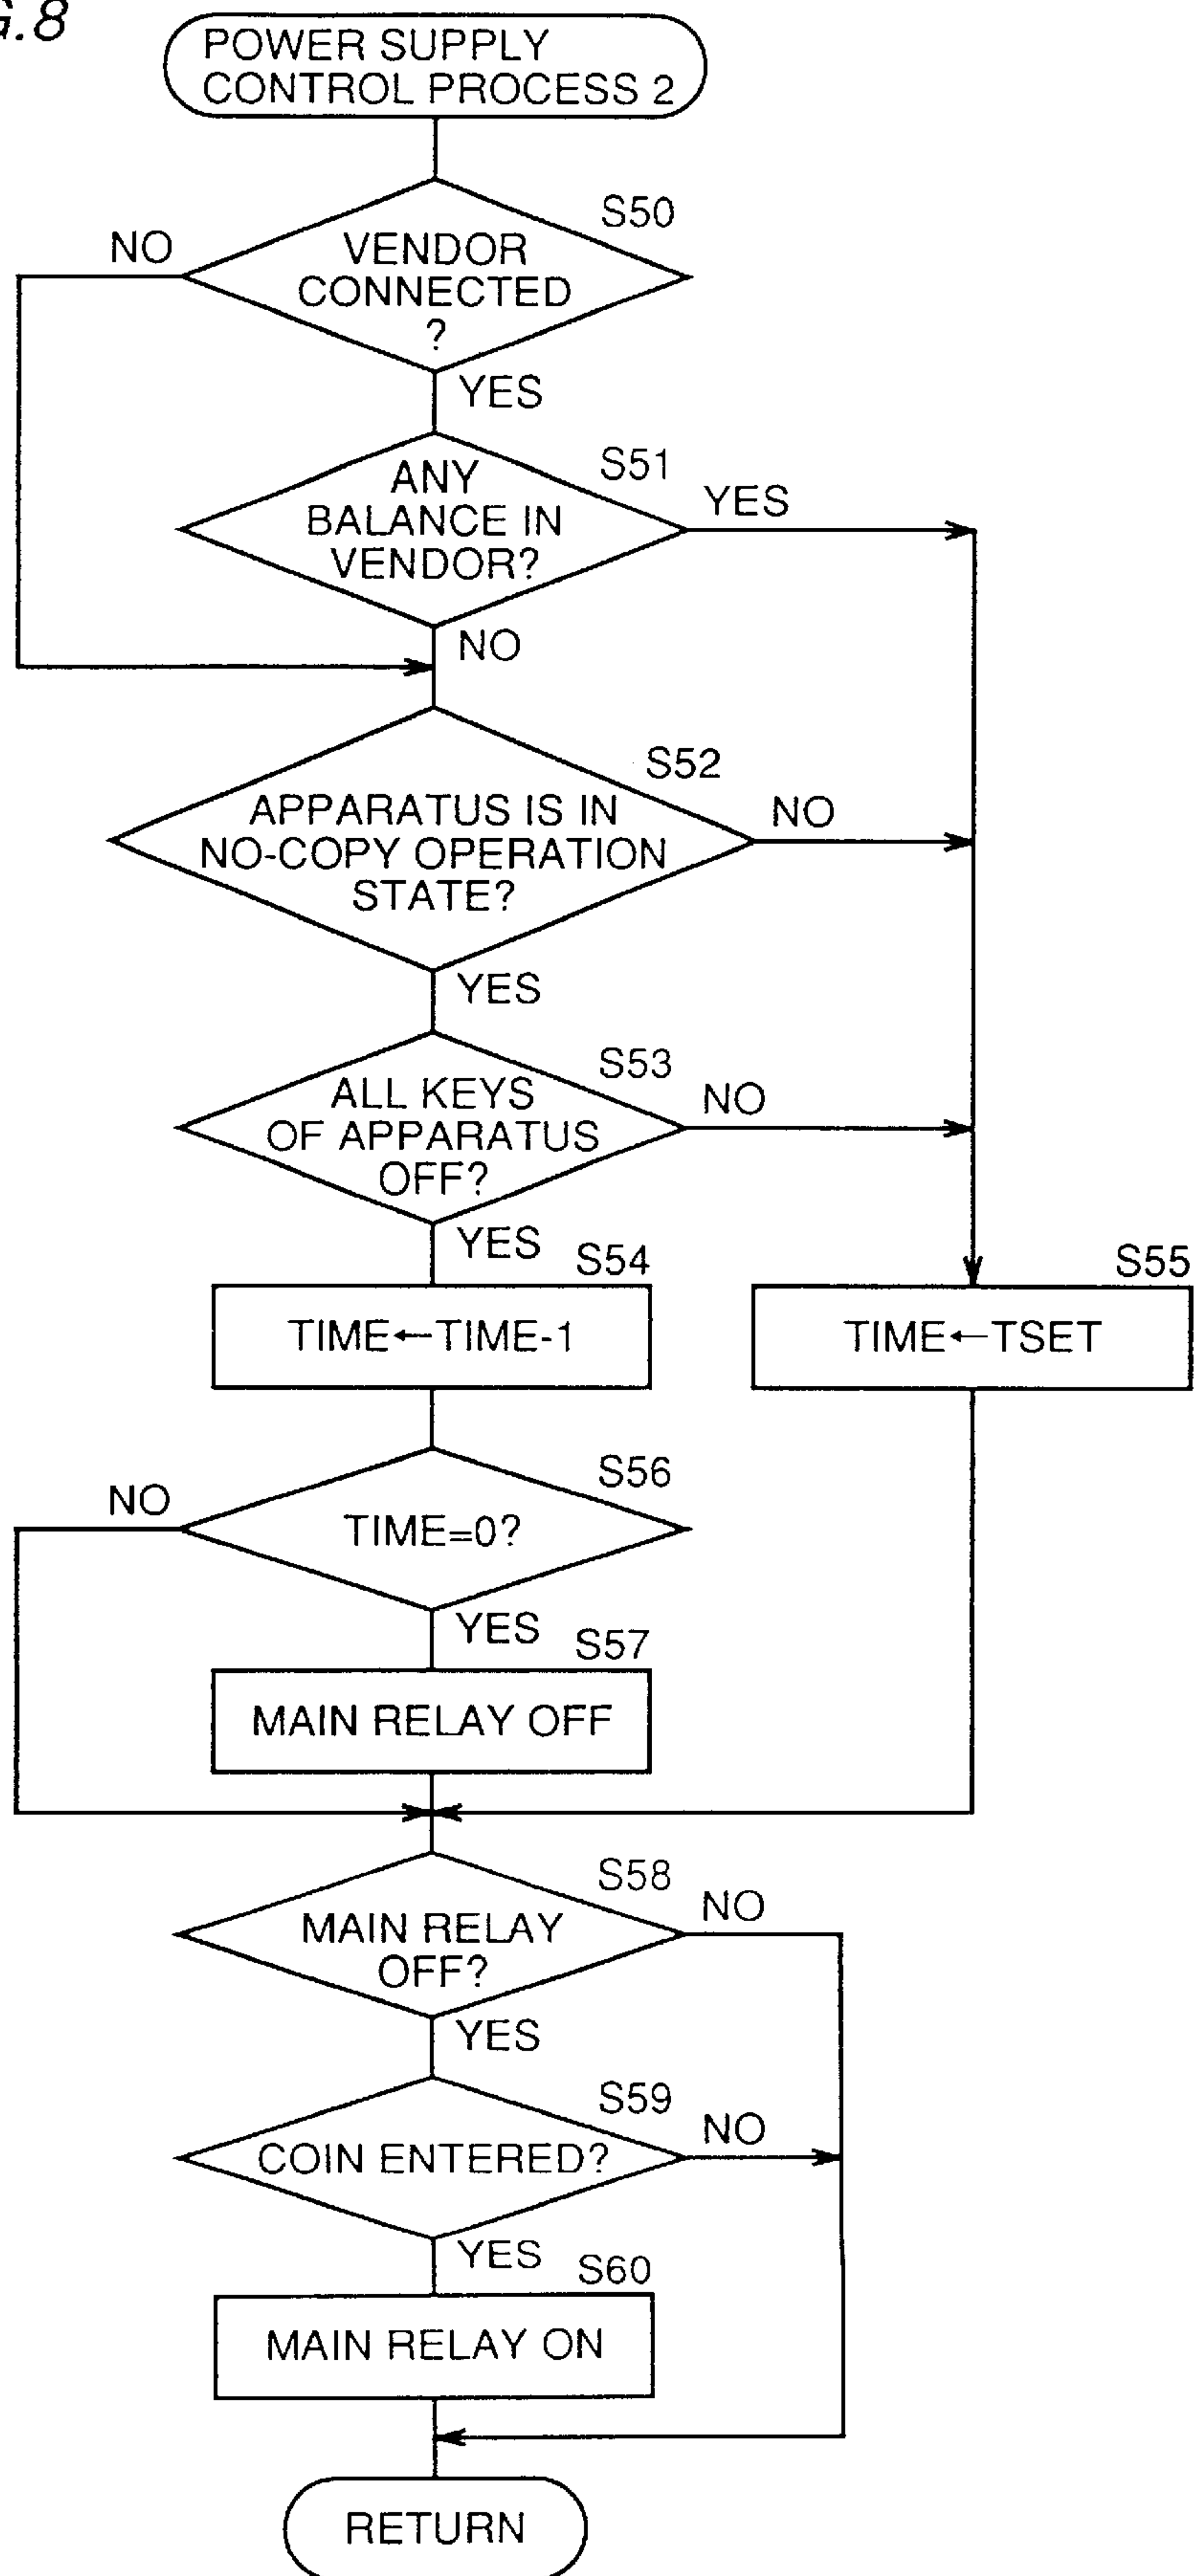 G.8
POWER SUPPLY
CONTROL PROCESS 2
S50
NO
VENDOR
CONNECTED
?
YES
S51
ANY
BALANCE IN
VENDOR?
YES
NO
S52
APPARATUS IS IN
NO-COPY OPERATION
STATE?
NO
YES
S53
ALL KEYS
OF APPARATUS
OFF?
NO
YES
S54
S55
TIME←TIME-1
TIME←TSET
S56
NO
TIME=0?
YES
S57
MAIN RELAY OFF
S58
NO
MAIN RELAY
OFF?
YES
S59
NO
COIN ENTERED?
YES
S60
MAIN RELAY ON
RETURN